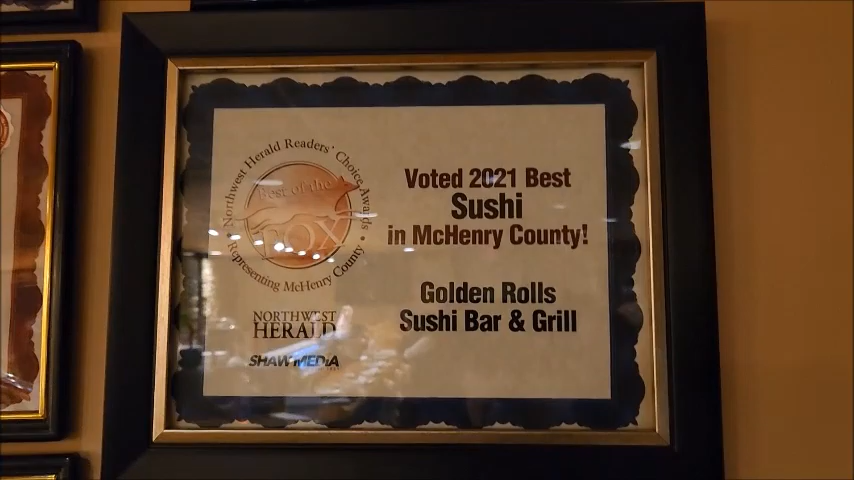 Northwest Herald Readers' Choice Awards
Best of the
FOX
Representing McHenry County
NORTHWEST
HERALD
SHAW MEDIA
Voted 2021 Best
Sushi
in McHenry County!
Golden Rolls
Sushi Bar & Grill